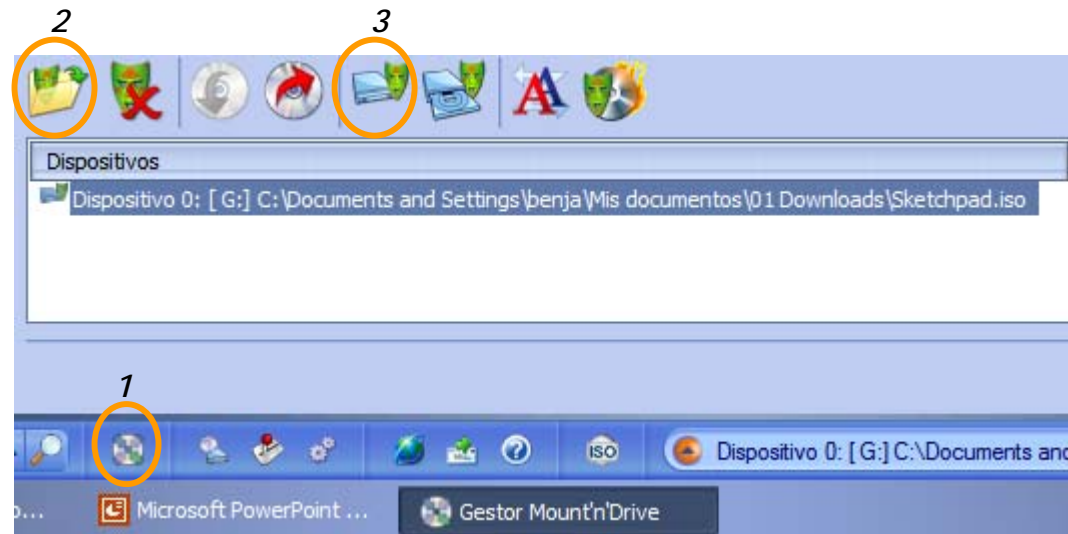 2 3
Dispositivos
Dispositivo 0: [ G:] C:\Documents and Settings\benja\Mis documentos\01 Downloads\Sketchpad.iso
1
ISO Dispositivo 0: [ G:] C:\Documents and
o... Microsoft PowerPoint ... Gestor Mount'n'Drive